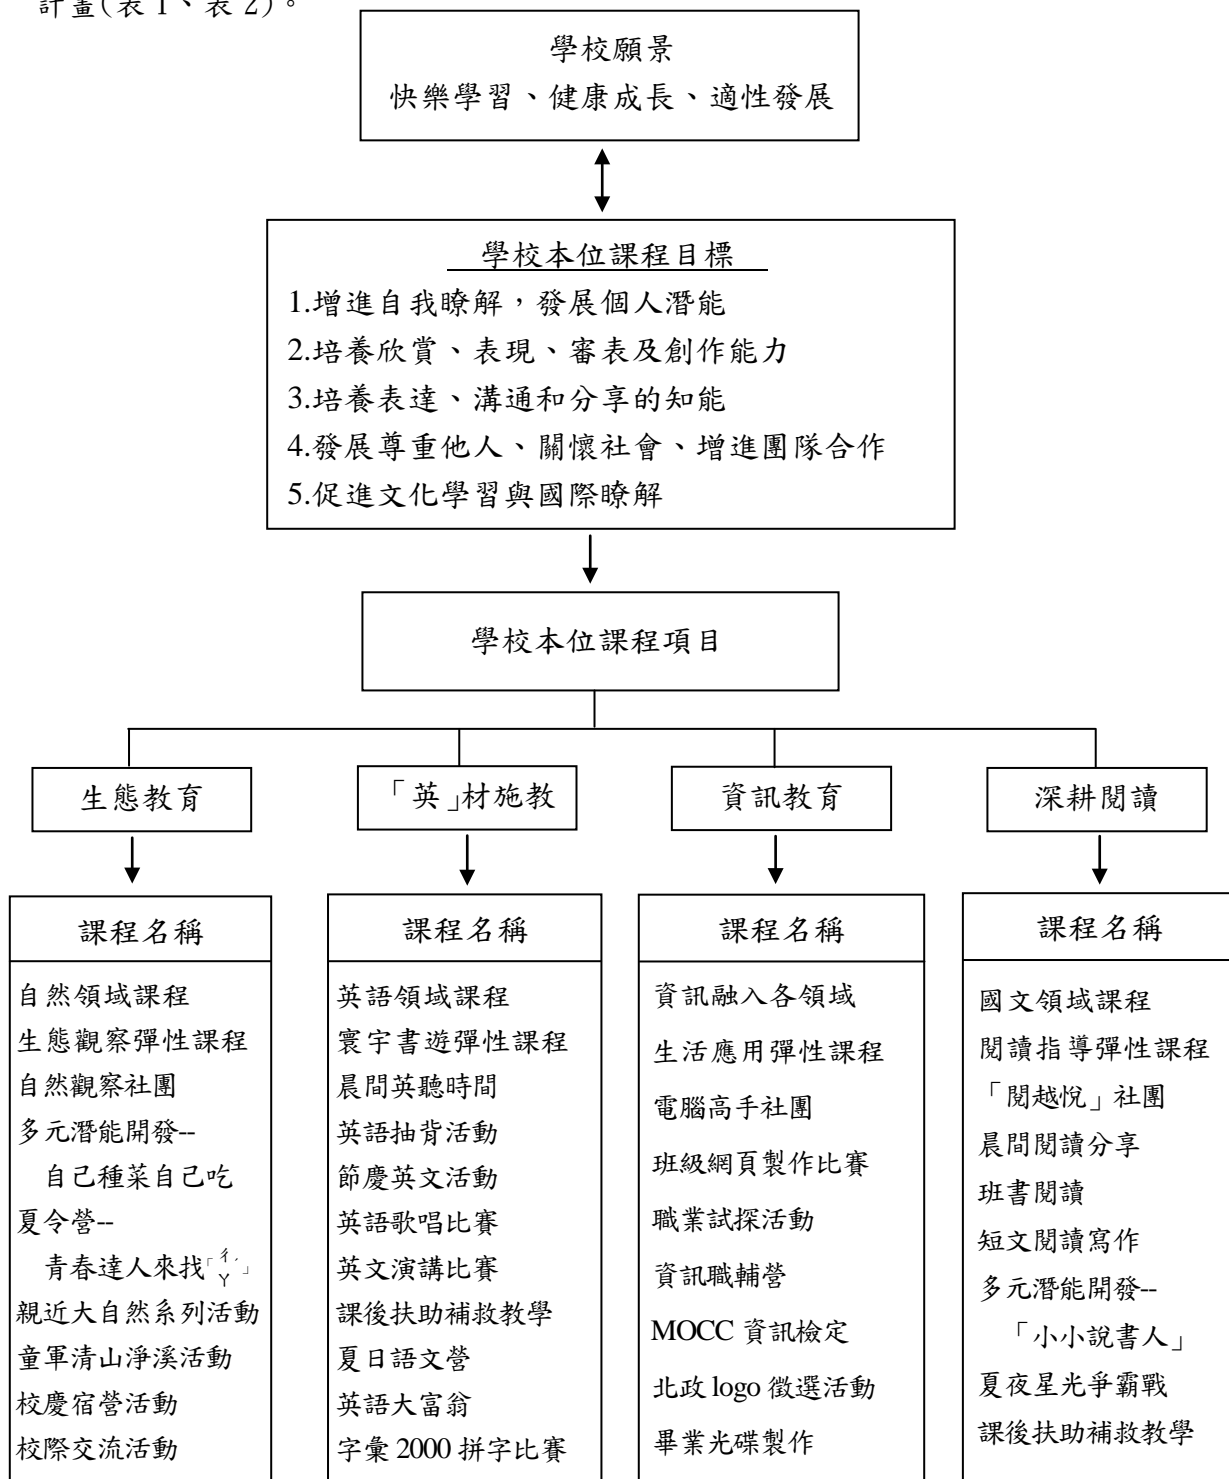 計畫(表 1、表 2)。
學校願景
快樂學習、健康成長、適性發展
學校本位課程目標
1.增進自我瞭解,發展個人潛能
2.培養欣賞、表現、審表及創作能力
3.培養表達、溝通和分享的知能
4.發展尊重他人、關懷社會、增進團隊合作
5.促進文化學習與國際瞭解
學校本位課程項目
生態教育
「英」材施教
資訊教育
深耕閱讀
課程名稱
自然領域課程
生態觀察彈性課程
自然觀察社團
多元潛能開發--
自己種菜自己吃
夏令營--
青春達人來找「ㄔㄚˊ」
親近大自然系列活動
童軍清山淨溪活動
校慶宿營活動
校際交流活動
課程名稱
英語領域課程
寰宇書遊彈性課程
晨間英聽時間
英語抽背活動
節慶英文活動
英語歌唱比賽
英文演講比賽
課後扶助補救教學
夏日語文營
英語大富翁
字彙 2000 拼字比賽
課程名稱
資訊融入各領域
生活應用彈性課程
電腦高手社團
班級網頁製作比賽
職業試探活動
資訊職輔營
MOCC 資訊檢定
北政 logo 徵選活動
畢業光碟製作
課程名稱
國文領域課程
閱讀指導彈性課程
「閱越悅」社團
晨間閱讀分享
班書閱讀
短文閱讀寫作
多元潛能開發--
「小小說書人」
夏夜星光爭霸戰
課後扶助補救教學